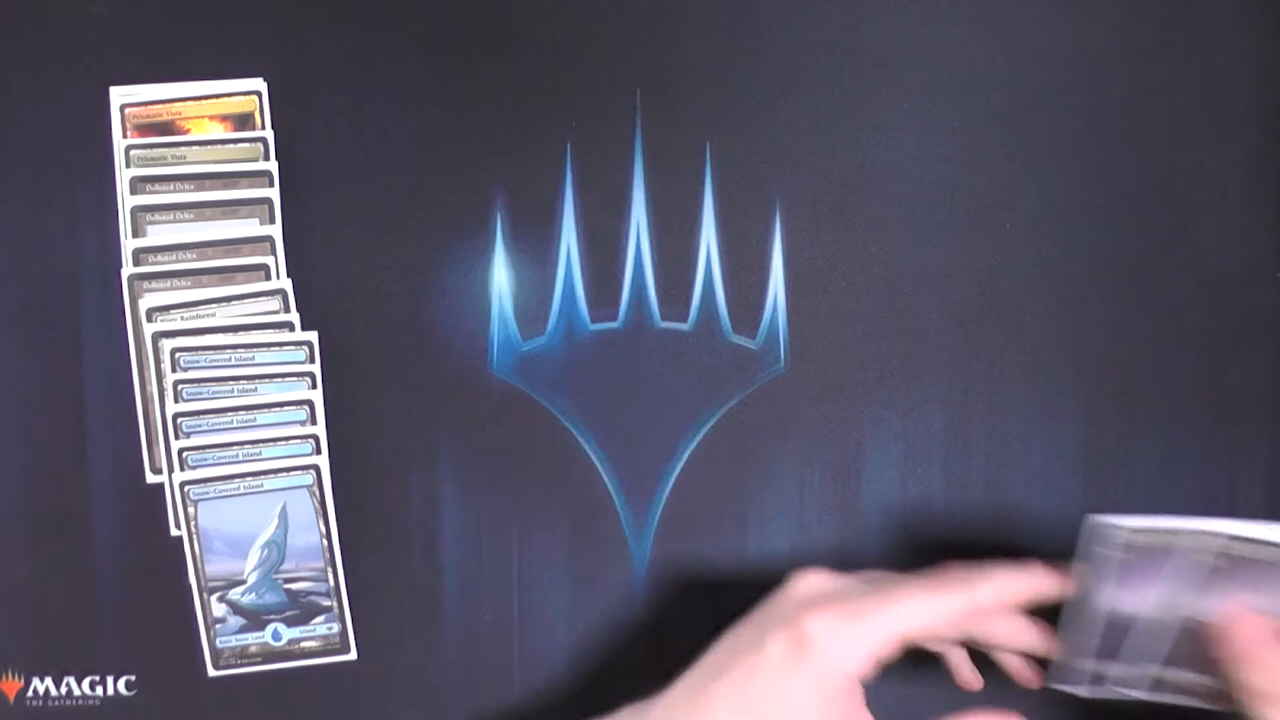 Prismatic Vista
Prismatic Vista
Polluted Delta
Polluted Delta
Polluted Delta
Polluted Delta
Misty Rainforest
Snow-Covered Island
Snow-Covered Island
Snow-Covered Island
Snow-Covered Island
Snow-Covered Island
Basic Snow Land Island
MAGIC
THE GATHERING